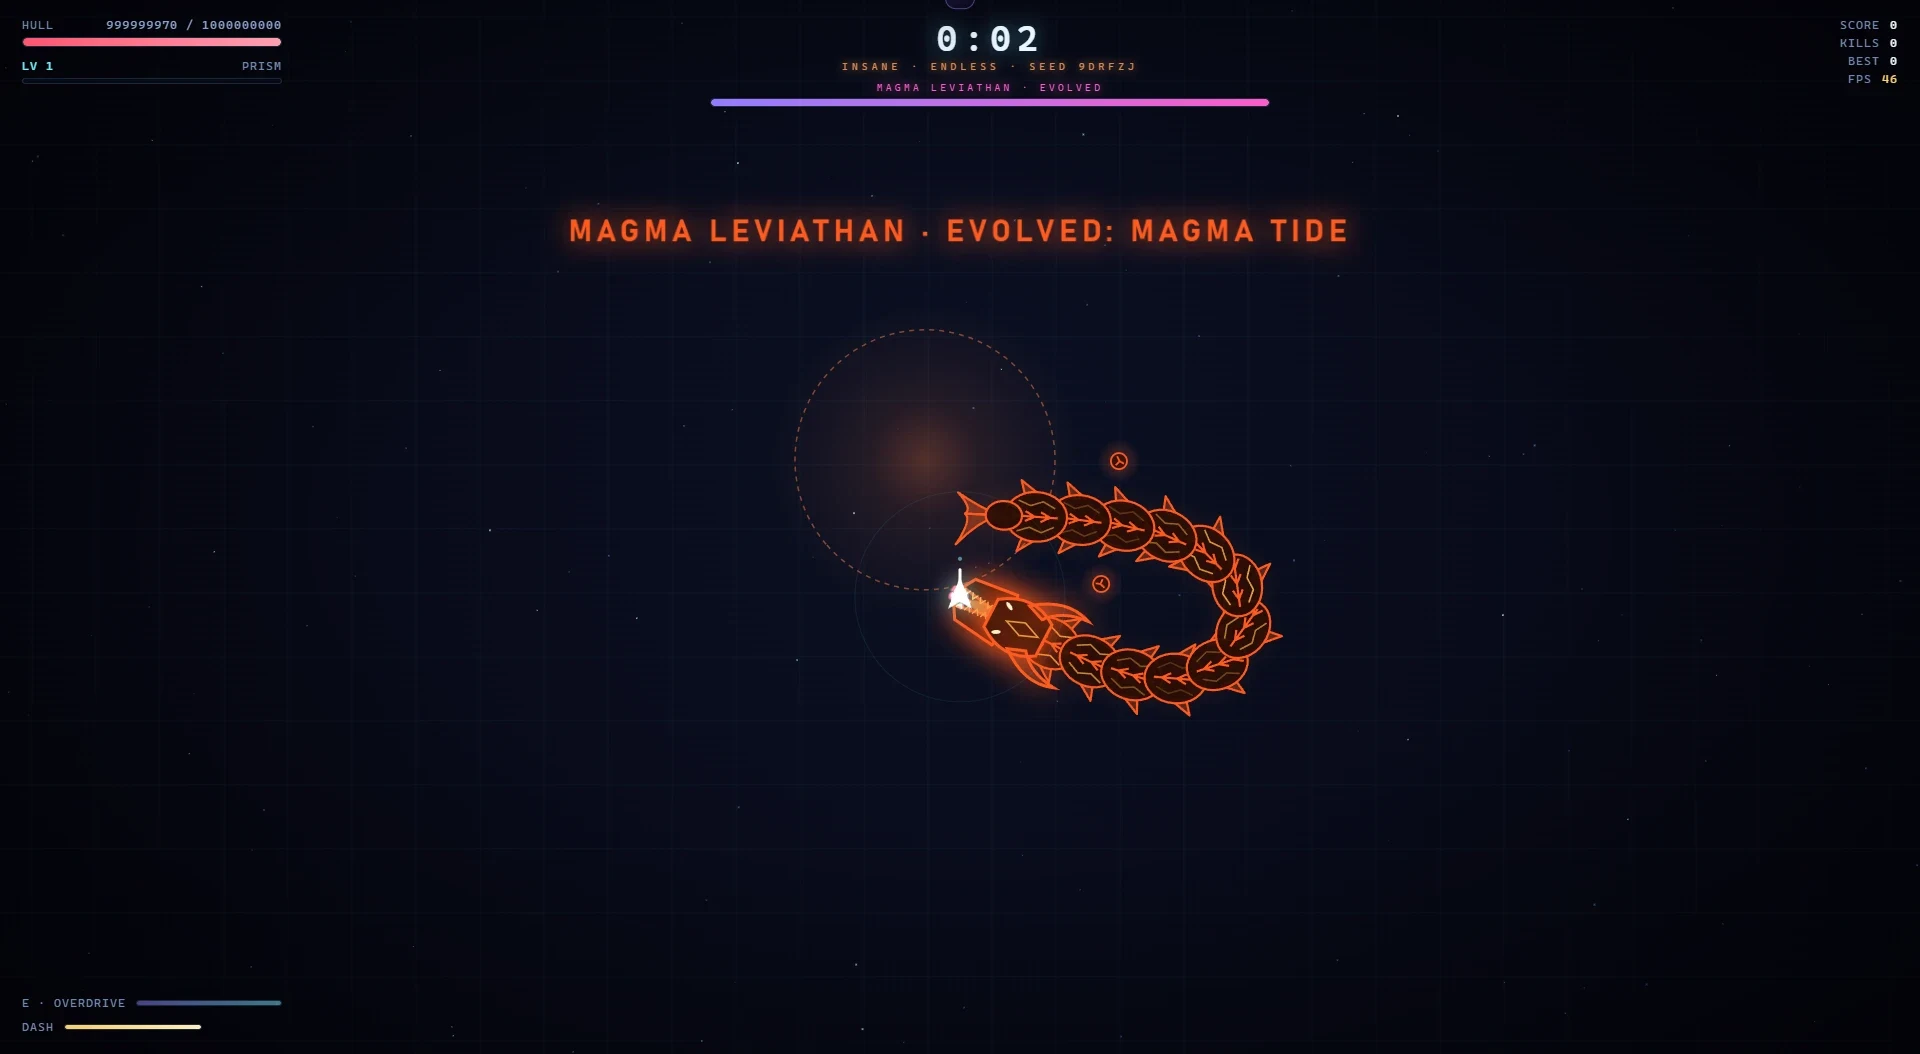 HULL 999999970 / 1000000000
LV 1 PRISM
0:02
INSANE · ENDLESS · SEED 9DRFZJ
MAGMA LEVIATHAN · EVOLVED
SCORE 0
KILLS 0
BEST 0
FPS 46
MAGMA LEVIATHAN · EVOLVED: MAGMA TIDE
E · OVERDRIVE
DASH